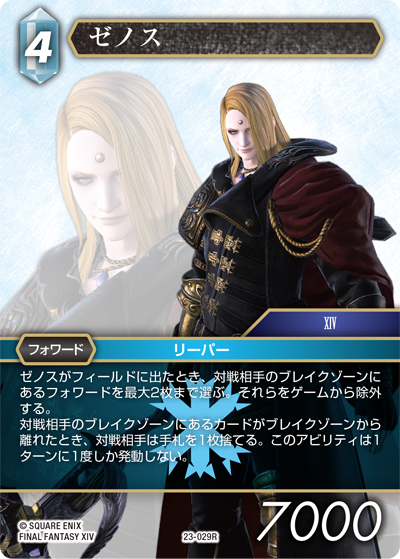 4
ゼノス
XIV
フォワード
リーパー
ゼノスがフィールドに出たとき、対戦相手のブレイクゾーンに
あるフォワードを最大2枚まで選ぶ。それらをゲームから除外
する。
対戦相手のブレイクゾーンにあるカードがブレイクゾーンから
離れたとき、対戦相手は手札を1枚捨てる。このアビリティは1
ターンに1度しか発動しない。
© SQUARE ENIX
FINAL FANTASY XIV
23-029R
7000